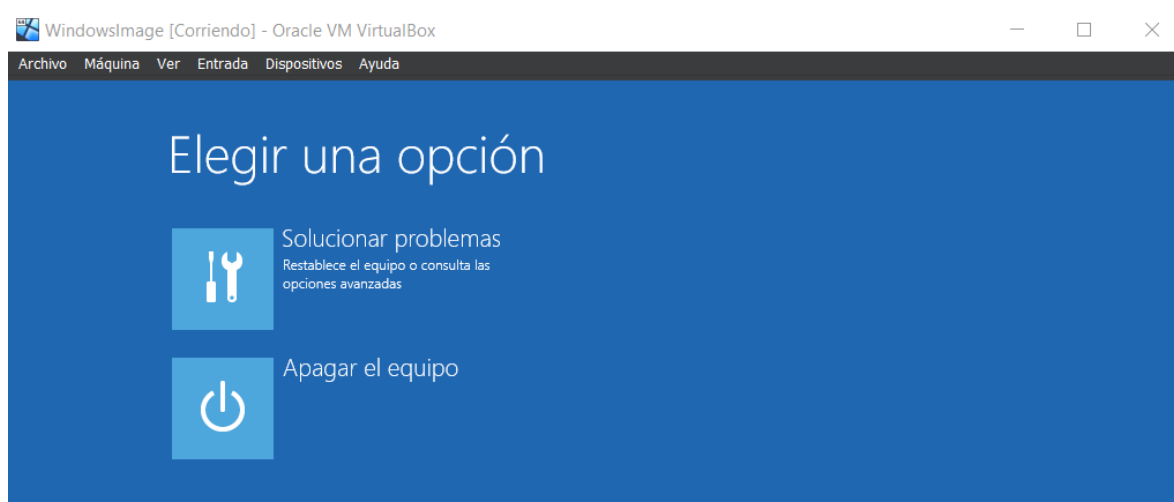 WindowsImage [Corriendo] - Oracle VM VirtualBox
Archivo Máquina Ver Entrada Dispositivos Ayuda
Elegir una opción
Solucionar problemas
Restablece el equipo o consulta las
opciones avanzadas
Apagar el equipo